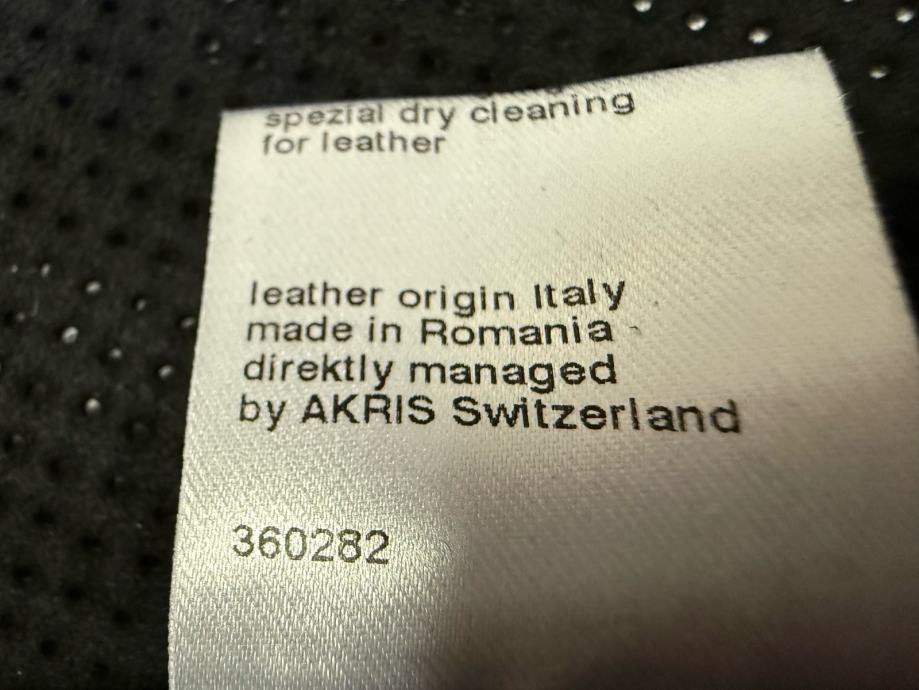 spezial dry cleaning
for leather
leather origin Italy
made in Romania
direktly managed
by AKRIS Switzerland
360282